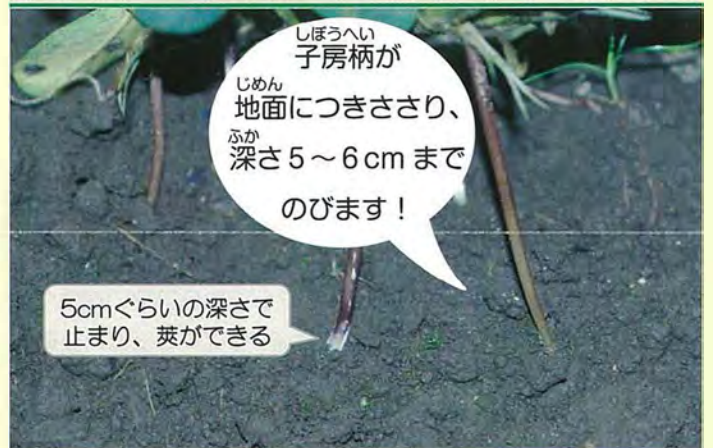 しぼうへい
子房柄が
じめん
地面につきささり、
ふか
深さ5～6cmまで
のびます！
5cmぐらいの深さで
止まり、莢ができる